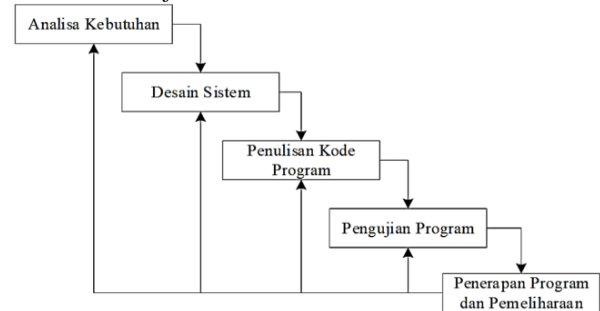 Analisa Kebutuhan
Desain Sistem
Penulisan Kode
Program
Pengujian Program
Penerapan Program
dan Pemeliharaan